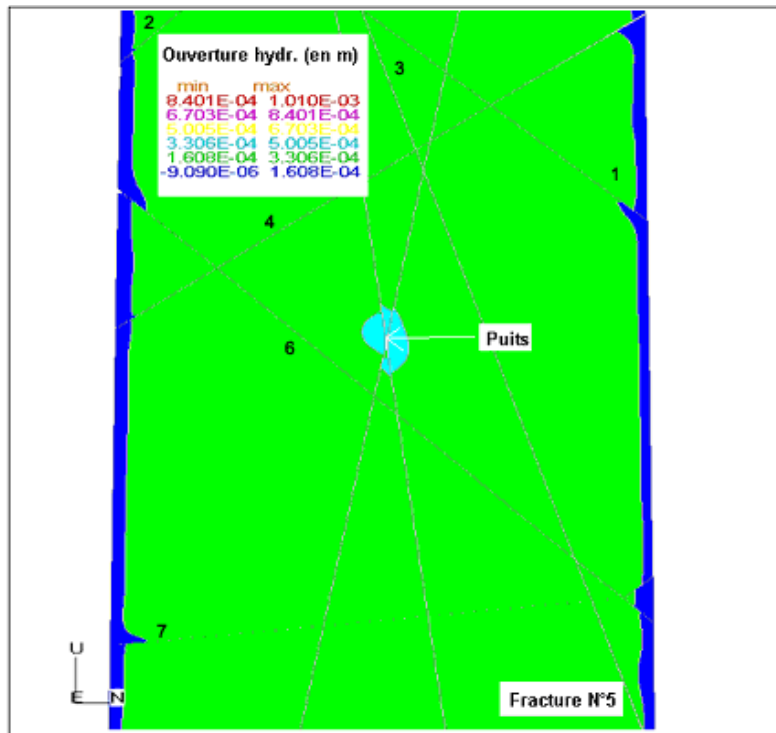 2
Ouverture hydr. (en m)
min max
8.401E-04 1.010E-03
6.703E-04 8.401E-04
5.005E-04 6.703E-04
3.306E-04 5.005E-04
1.608E-04 3.306E-04
-9.090E-06 1.608E-04
3
1
4
Puits
6
7
U
E N
Fracture N°5